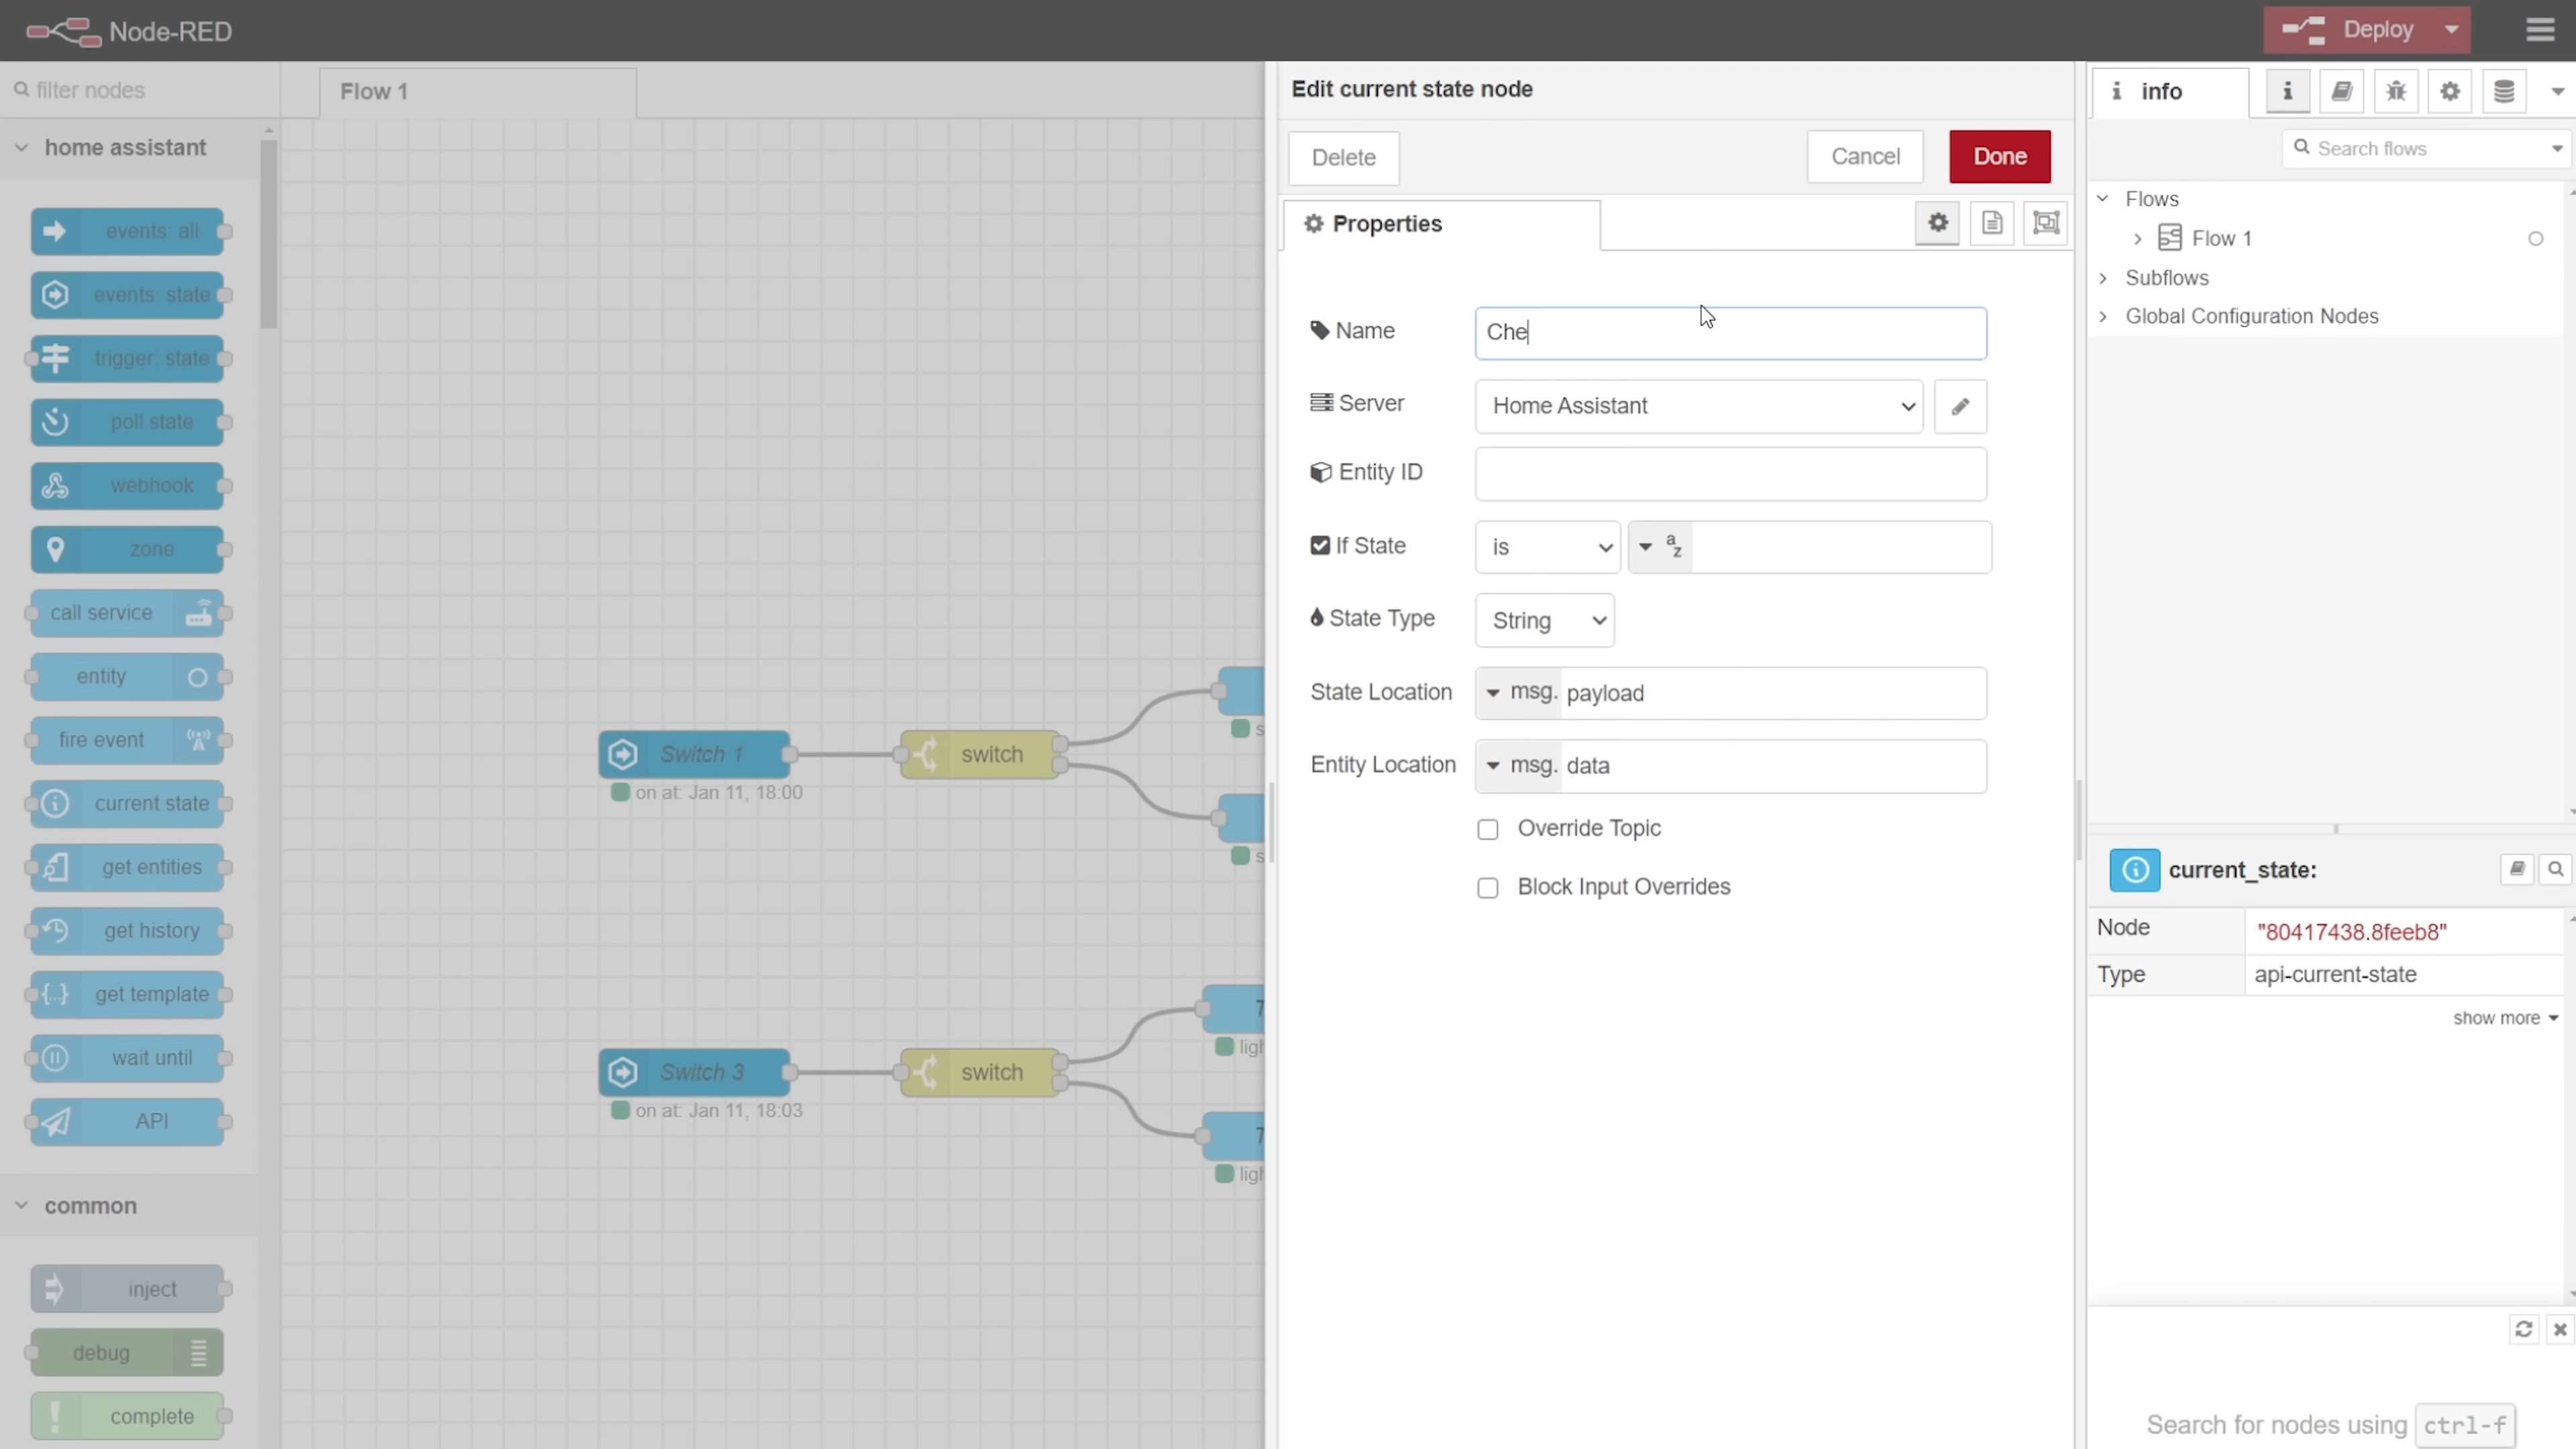 Node-RED
Deploy
filter nodes
Flow 1
Edit current state node
info
Delete
Cancel
Done
Search flows
home assistant
Properties
Flows
Flow 1
Subflows
Global Configuration Nodes
events: all
events: state
trigger: state
poll state
webhook
zone
call service
entity
fire event
current state
get entities
get history
get template
wait until
API
common
inject
debug
complete
Switch 1
on at: Jan 11, 18:00
switch
s
s
Switch 3
on at: Jan 11, 18:03
switch
7
ligh
7
ligh
Name
Che
Server
Home Assistant
Entity ID
If State
is
a
z
State Type
String
State Location
msg. payload
Entity Location
msg. data
Override Topic
Block Input Overrides
current_state:
Node
"80417438.8feeb8"
Type
api-current-state
show more
Search for nodes using ctrl-f